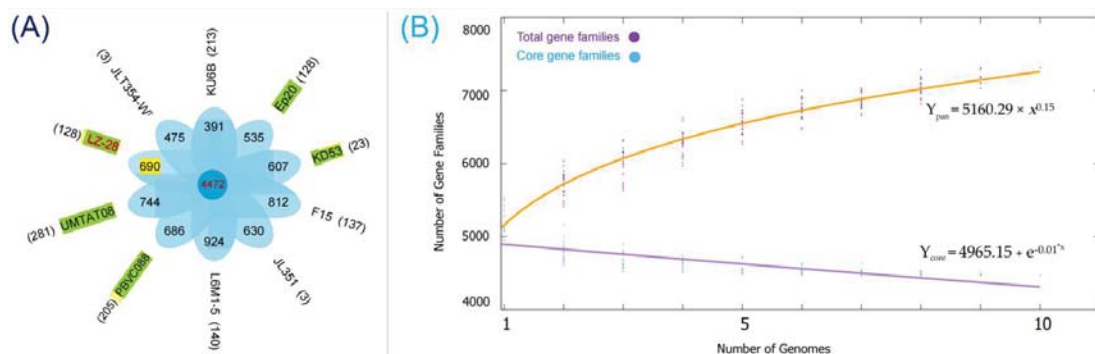 (A)
KU6B (213)
Ep20 (128)
KD53 (23)
F15 (137)
JL351 (3)
L6M1-5 (140)
(205) PBVC088
(281) UMTAT08
(128) LZ-28
(3) JLT354-W
391
535
607
812
630
924
686
744
690
475
4472
(B)
Total gene families
Core gene families
Number of Gene Families
8000
7000
6000
5000
4000
Ypan = 5160.29 × x^0.15
Ycore = 4965.15 + e^-0.01*x
1
5
10
Number of Genomes